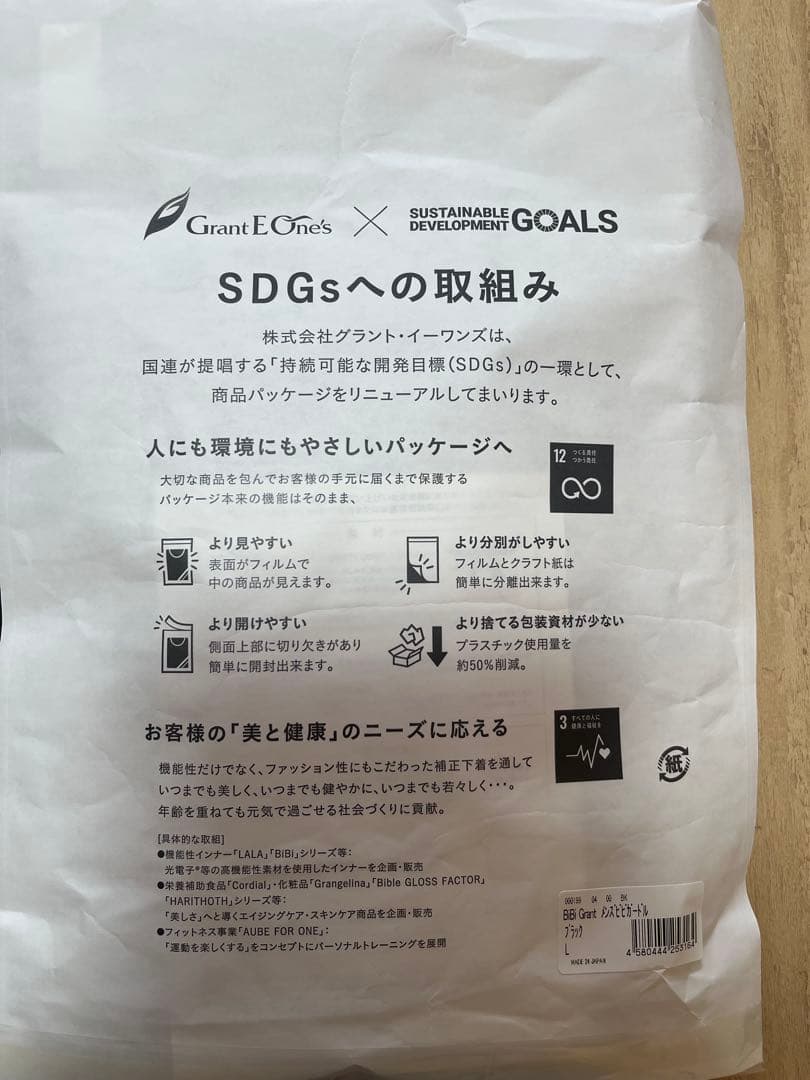 Grant E One's × SUSTAINABLE DEVELOPMENT GOALS
SDGsへの取組み
株式会社グラント・イーワンズは、
国連が提唱する「持続可能な開発目標(SDGs)」の一環として、
商品パッケージをリニューアルしてまいります。
人にも環境にもやさしいパッケージへ
12 つくる責任
つかう責任
大切な商品を包んでお客様の手元に届くまで保護する
パッケージ本来の機能はそのまま、
より見やすい
表面がフィルムで
中の商品が見えます。
より分別がしやすい
フィルムとクラフト紙は
簡単に分離出来ます。
より開けやすい
側面上部に切り欠きがあり
簡単に開封出来ます。
より捨てる包装資材が少ない
プラスチック使用量を
約50%削減。
お客様の「美と健康」のニーズに応える
3 すべての人に
健康と福祉を
紙
機能性だけでなく、ファッション性にもこだわった補正下着を通して
いつまでも美しく、いつまでも健やかに、いつまでも若々しく・・・。
年齢を重ねても元気で過ごせる社会づくりに貢献。
[具体的な取組]
●機能性インナー「LALA」「BiBi」シリーズ等:
光電子®等の高機能性素材を使用したインナーを企画・販売
●栄養補助食品「Cordial」・化粧品「Grangelina」「Bible GLOSS FACTOR」
「HARITHOTH」シリーズ等:
「美しさ」へと導くエイジングケア・スキンケア商品を企画・販売
●フィットネス事業「AUBE FOR ONE」:
「運動を楽しくする」をコンセプトにパーソナルトレーニングを展開
04 00 BK
BiBi Grant メンズビビガードル
ブラック
L
4 580444 253164
MADE IN JAPAN